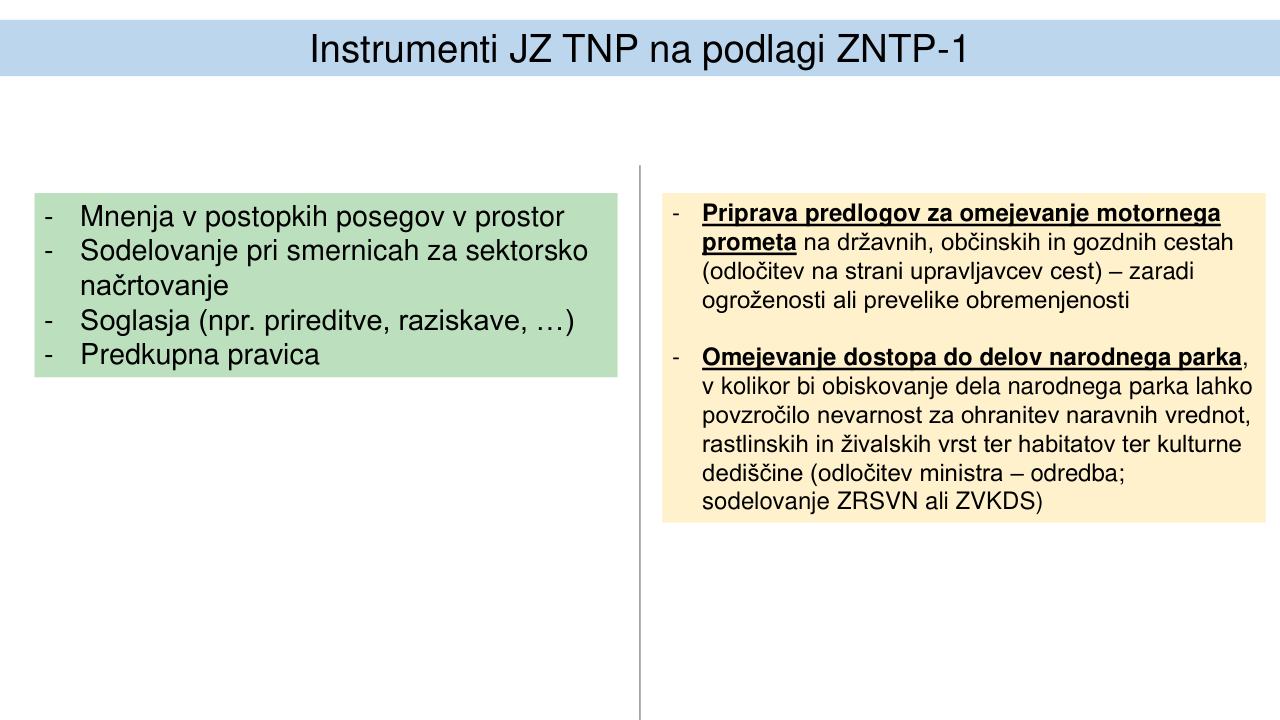 Instrumenti JZ TNP na podlagi ZNTP-1
- Mnenja v postopkih posegov v prostor
- Sodelovanje pri smernicah za sektorsko
načrtovanje
- Soglasja (npr. prireditve, raziskave, …)
- Predkupna pravica
- Priprava predlogov za omejevanje motornega
prometa na državnih, občinskih in gozdnih cestah
(odločitev na strani upravljavcev cest) – zaradi
ogroženosti ali prevelike obremenjenosti
- Omejevanje dostopa do delov narodnega parka,
v kolikor bi obiskovanje dela narodnega parka lahko
povzročilo nevarnost za ohranitev naravnih vrednot,
rastlinskih in živalskih vrst ter habitatov ter kulturne
dediščine (odločitev ministra – odredba;
sodelovanje ZRSVN ali ZVKDS)